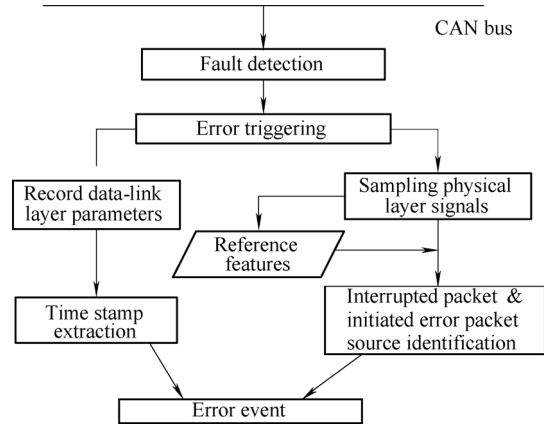 CAN bus
Fault detection
Error triggering
Record data-link
layer parameters
Sampling physical
layer signals
Reference
features
Time stamp
extraction
Interrupted packet &
initiated error packet
source identification
Error event